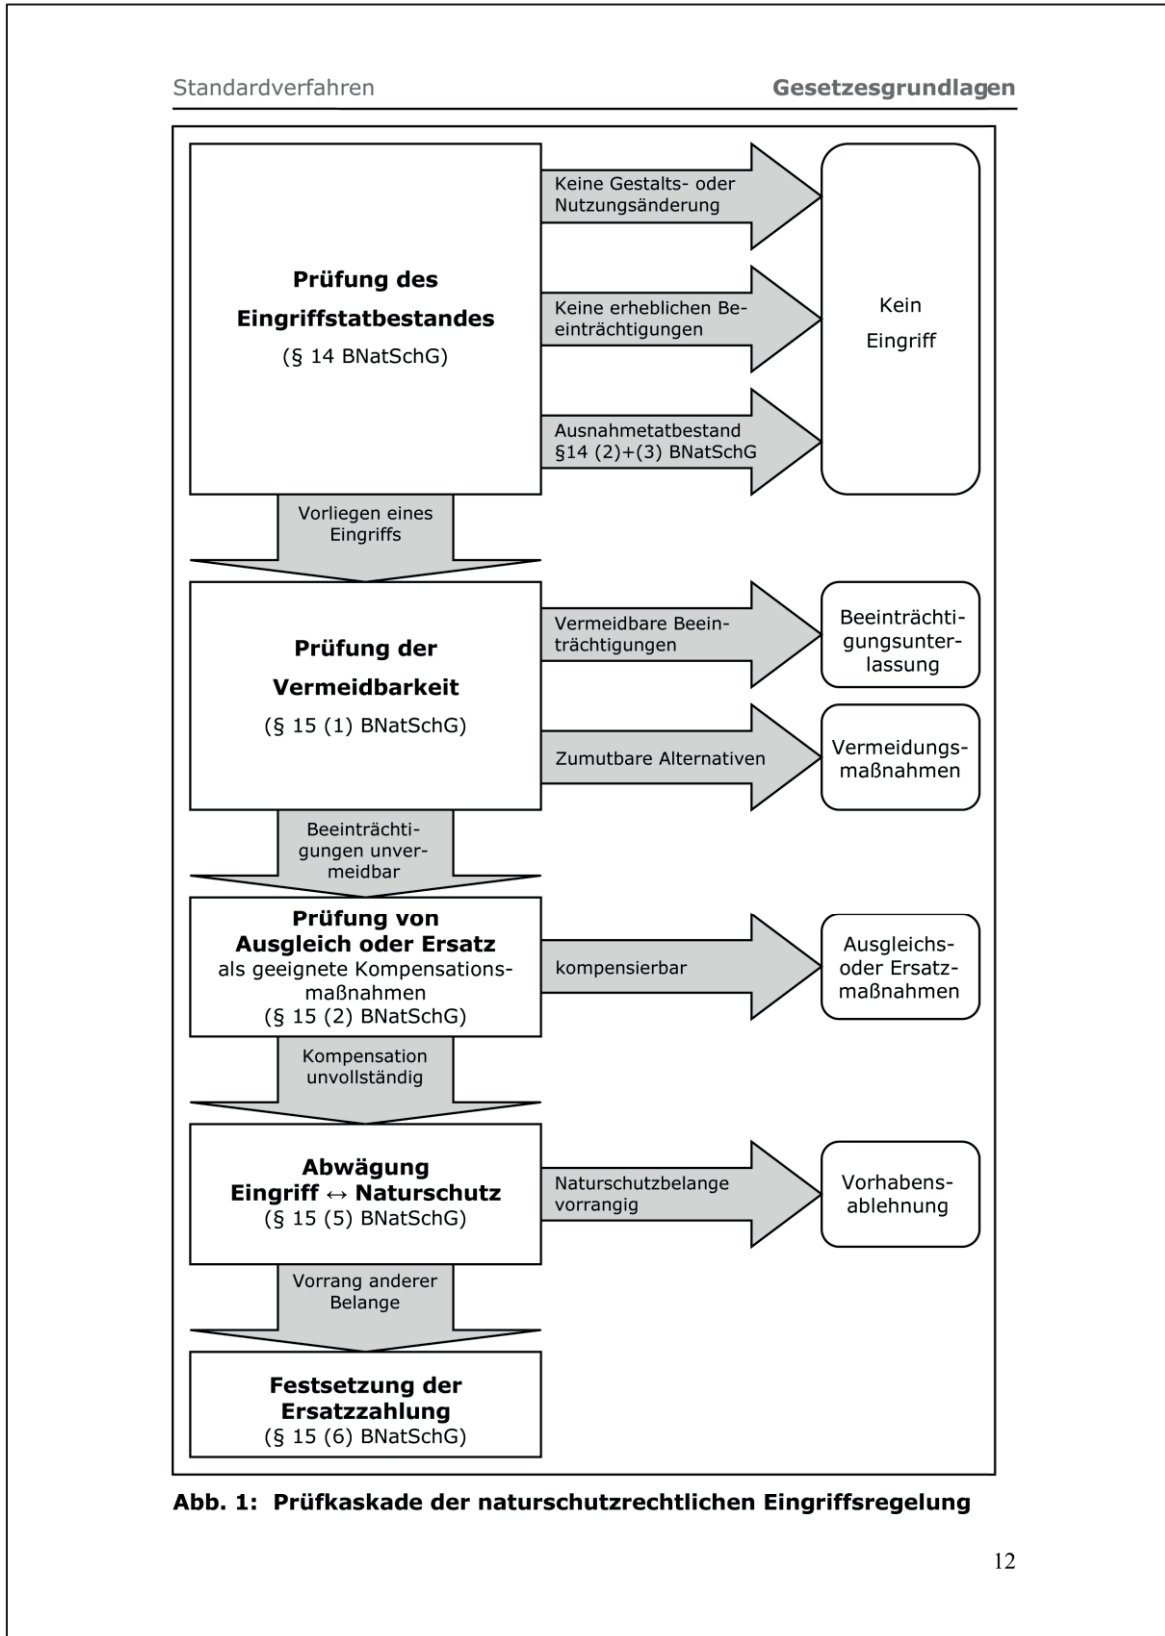 Standardverfahren
Gesetzesgrundlagen
Prüfung des
Eingriffstatbestandes
(§ 14 BNatSchG)
Keine Gestalts- oder
Nutzungsänderung
Keine erheblichen Be-
einträchtigungen
Ausnahmetatbestand
§14 (2)+(3) BNatSchG
Kein
Eingriff
Vorliegen eines
Eingriffs
Prüfung der
Vermeidbarkeit
(§ 15 (1) BNatSchG)
Vermeidbare Beein-
trächtigungen
Beeinträchti-
gungsunter-
lassung
Zumutbare Alternativen
Vermeidungs-
maßnahmen
Beeinträchti-
gungen unver-
meidbar
Prüfung von
Ausgleich oder Ersatz
als geeignete Kompensations-
maßnahmen
(§ 15 (2) BNatSchG)
kompensierbar
Ausgleichs-
oder Ersatz-
maßnahmen
Kompensation
unvollständig
Abwägung
Eingriff ↔ Naturschutz
(§ 15 (5) BNatSchG)
Naturschutzbelange
vorrangig
Vorhabens-
ablehnung
Vorrang anderer
Belange
Festsetzung der
Ersatzzahlung
(§ 15 (6) BNatSchG)
Abb. 1: Prüfkaskade der naturschutzrechtlichen Eingriffsregelung
12